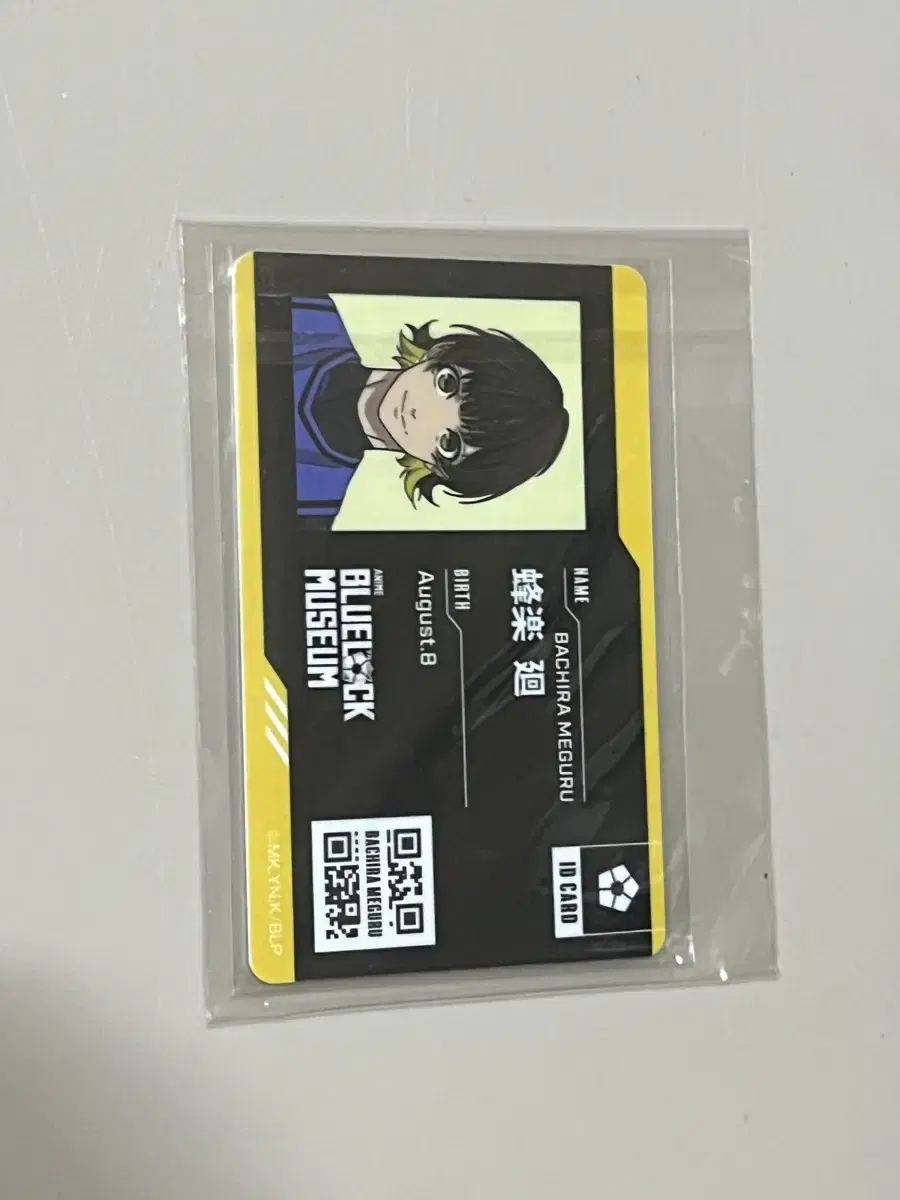 ID CARD
NAME
BACHIRA MEGURU
蜂楽 廻
BIRTH
August.8
ANIME
BLUELOCK
MUSEUM
BACHIRA MEGURU
©MK,YN,K/BLP